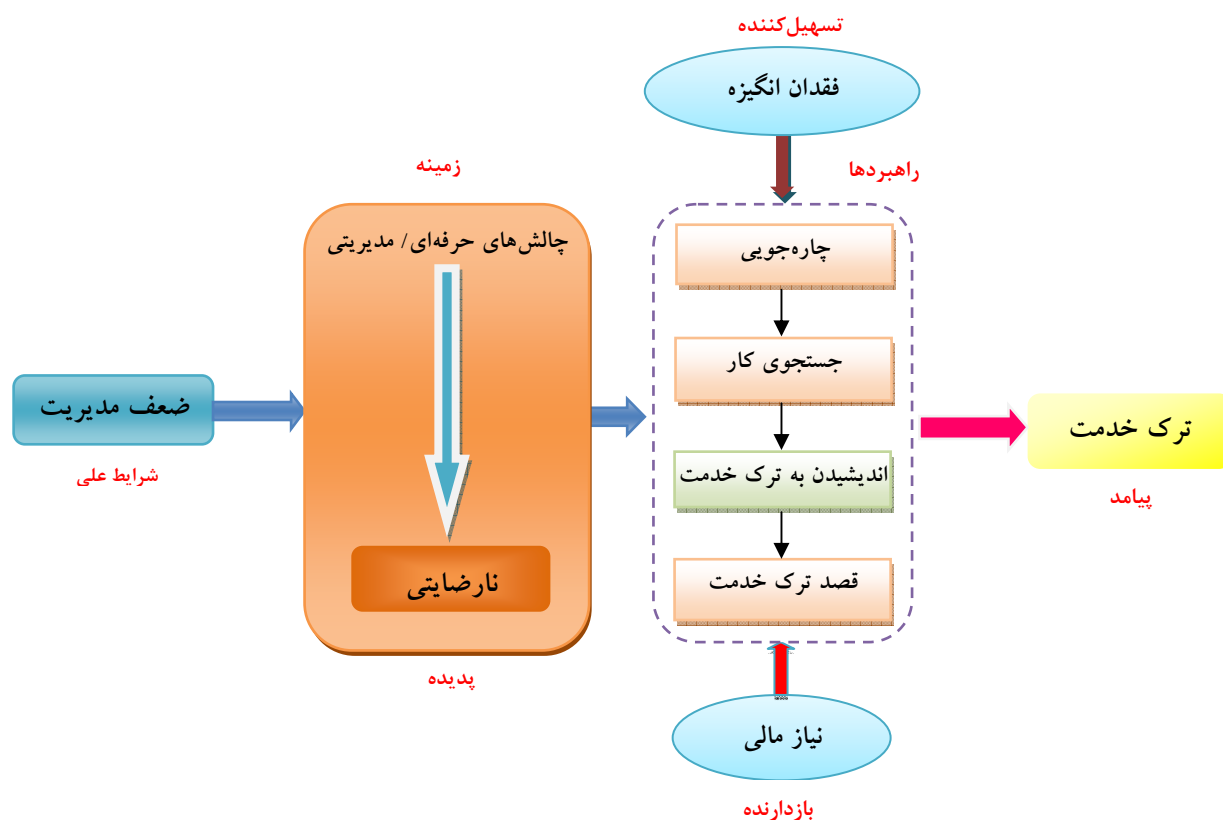 تسهیل‌کننده
فقدان انگیزه
راهبردها
زمینه
چالش‌های حرفه‌ای/ مدیریتی
چاره‌جویی
جستجوی کار
ضعف مدیریت
شرایط علی
اندیشیدن به ترک خدمت
قصد ترک خدمت
نارضایتی
پدیده
ترک خدمت
پیامد
نیاز مالی
بازدارنده